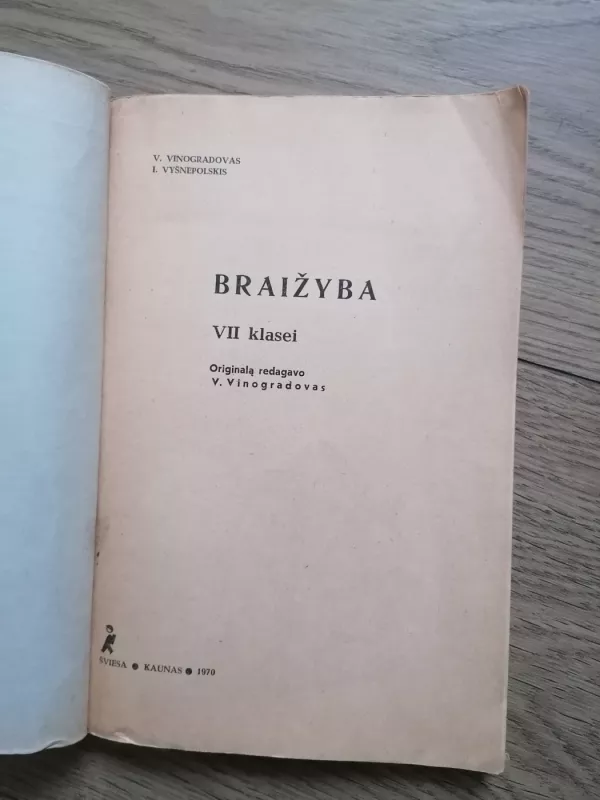 V. VINOGRADOVAS
I. VYŠNEPOLSKIS
BRAIŽYBA
VII klasei
Originalą redagavo
V. Vinogradovas
ŠVIESA ● KAUNAS ● 1970